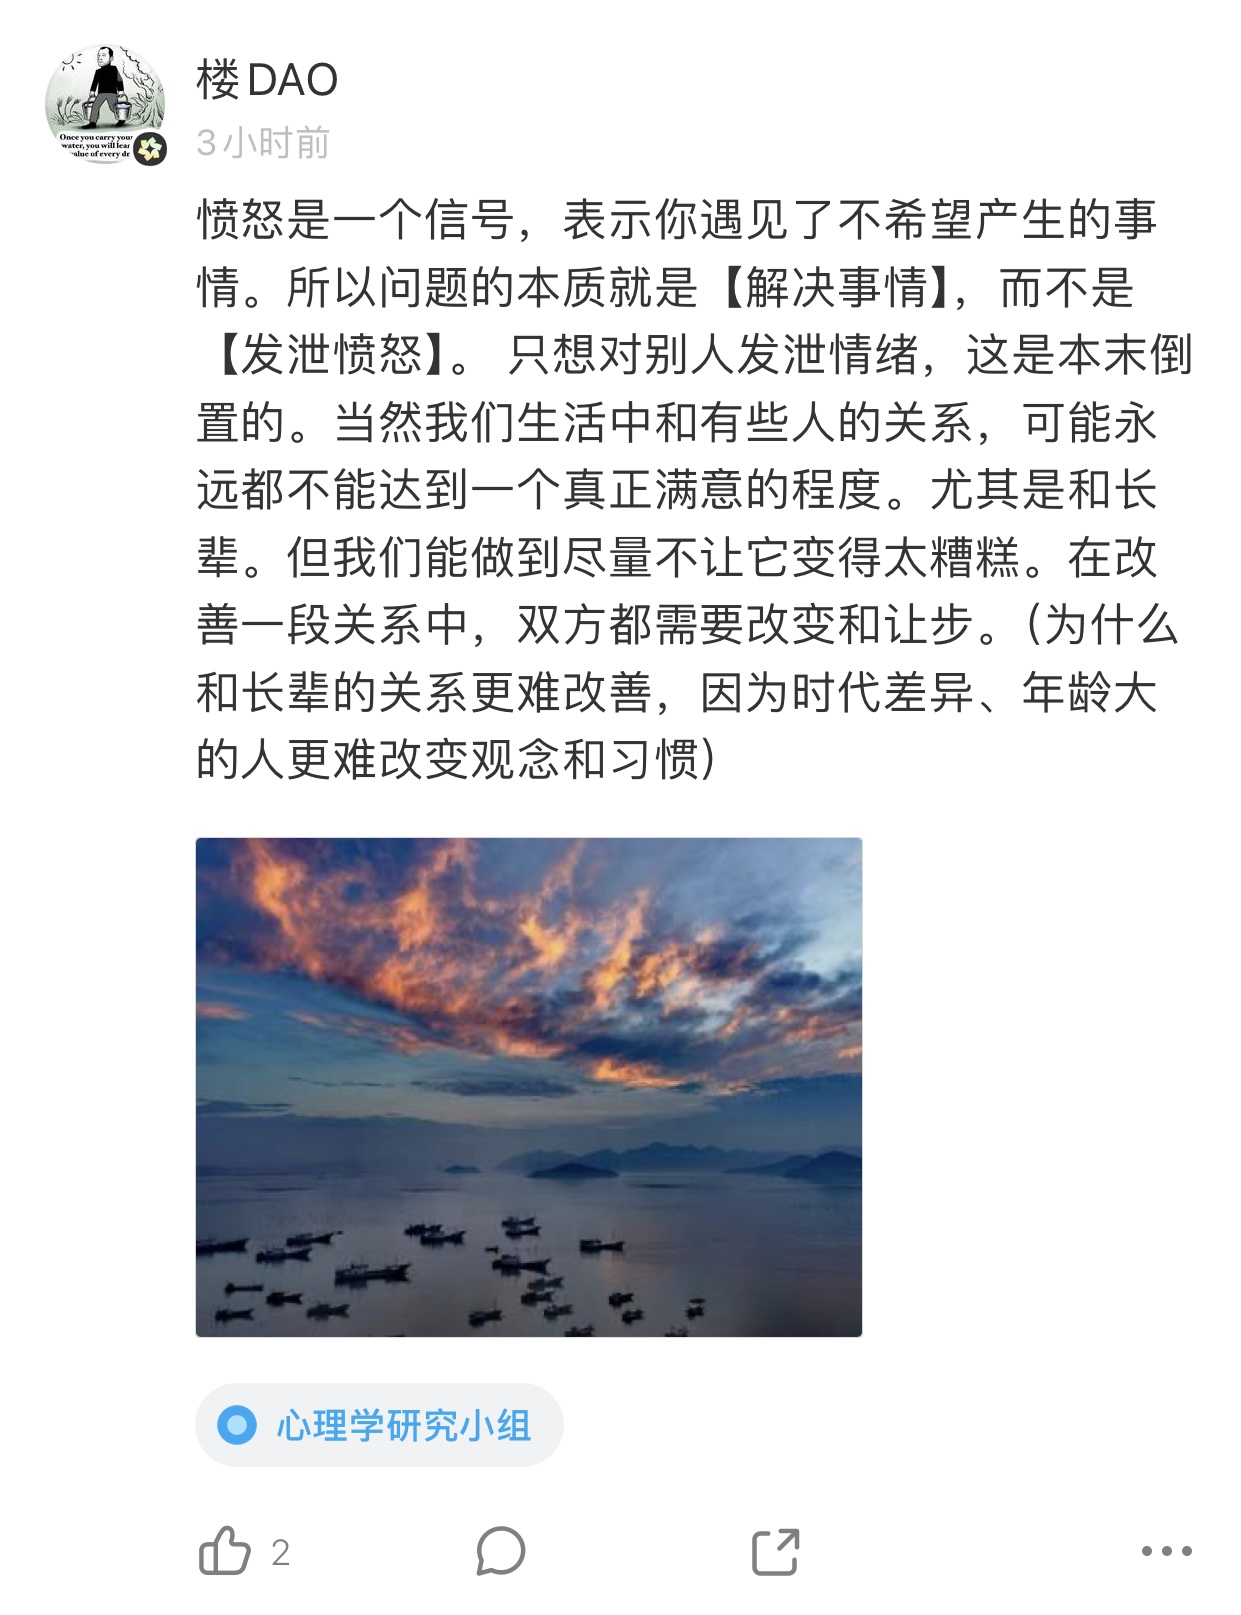 楼DAO
3小时前
Once you carry your
water, you will lear
alue of every dr
愤怒是一个信号，表示你遇见了不希望产生的事
情。所以问题的本质就是【解决事情】，而不是
【发泄愤怒】。 只想对别人发泄情绪，这是本末倒
置的。当然我们生活中和有些人的关系，可能永
远都不能达到一个真正满意的程度。尤其是和长
辈。但我们能做到尽量不让它变得太糟糕。在改
善一段关系中，双方都需要改变和让步。（为什么
和长辈的关系更难改善，因为时代差异、年龄大
的人更难改变观念和习惯）
心理学研究小组
2